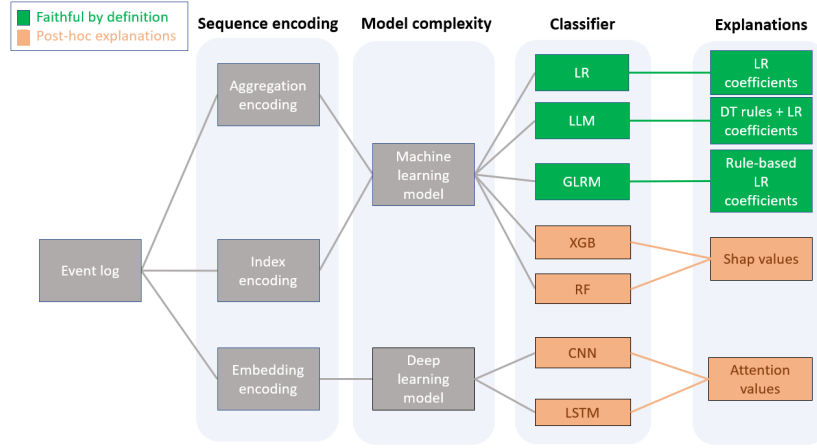 Faithful by definition
Post-hoc explanations
Sequence encoding
Model complexity
Classifier
Explanations
Event log
Aggregation
encoding
Index
encoding
Embedding
encoding
Machine
learning
model
Deep
learning
model
LR
LLM
GLRM
XGB
RF
CNN
LSTM
LR
coefficients
DT rules + LR
coefficients
Rule-based
LR
coefficients
Shap values
Attention
values